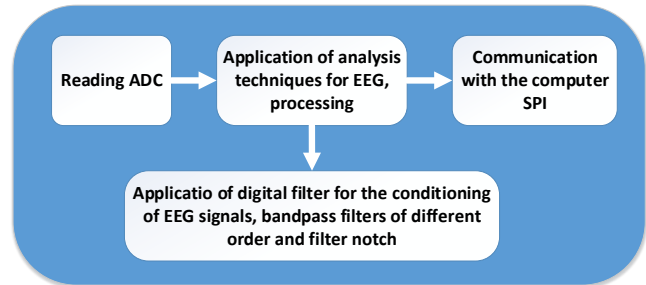 Reading ADC
Application of analysis
techniques for EEG,
processing
Communication
with the computer
SPI
Applicatio of digital filter for the conditioning
of EEG signals, bandpass filters of different
order and filter notch